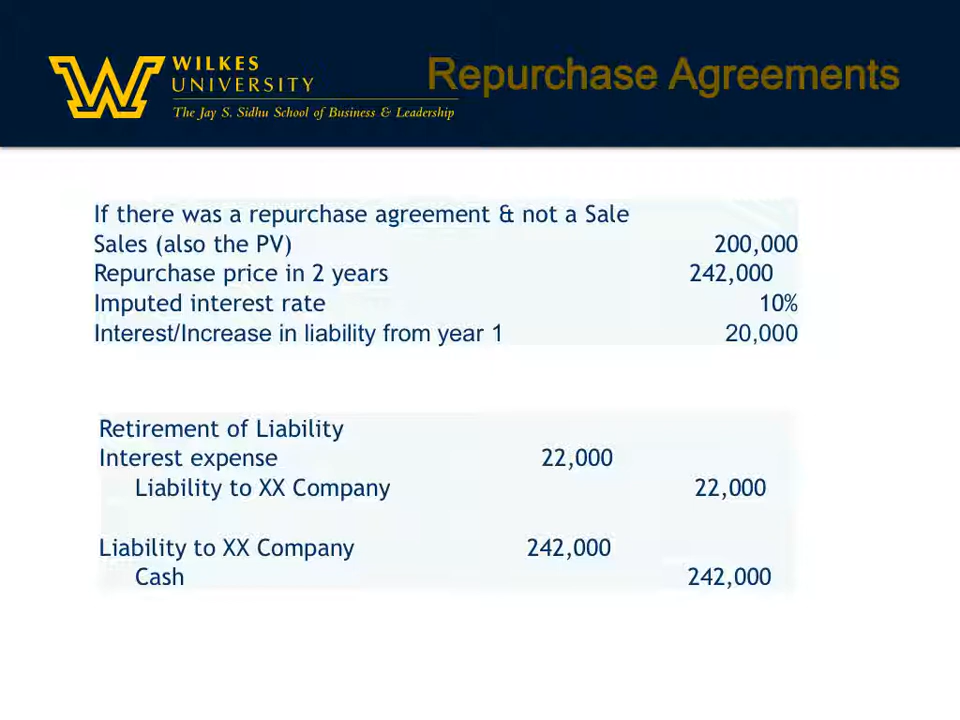 WILKES
UNIVERSITY
The Jay S. Sidhu School of Business & Leadership
Repurchase Agreements
If there was a repurchase agreement & not a Sale
Sales (also the PV) 200,000
Repurchase price in 2 years 242,000
Imputed interest rate 10%
Interest/Increase in liability from year 1 20,000
Retirement of Liability
Interest expense 22,000
Liability to XX Company 22,000
Liability to XX Company 242,000
Cash 242,000